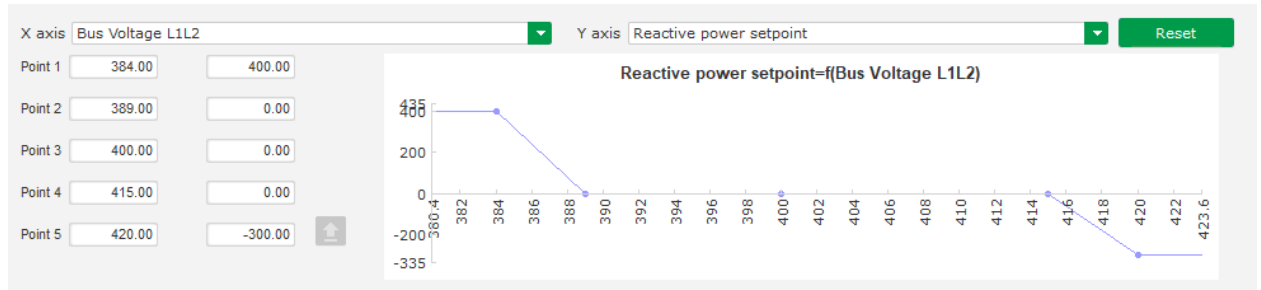 X axis Bus Voltage L1L2 Y axis Reactive power setpoint Reset
Point 1 384.00 400.00
Point 2 389.00 0.00
Point 3 400.00 0.00
Point 4 415.00 0.00
Point 5 420.00 -300.00
Reactive power setpoint=f(Bus Voltage L1L2)
435
400
200
0
-200
-335
380.4 382 384 386 388 390 392 394 396 398 400 402 404 406 408 410 412 414 416 418 420 422 423.6